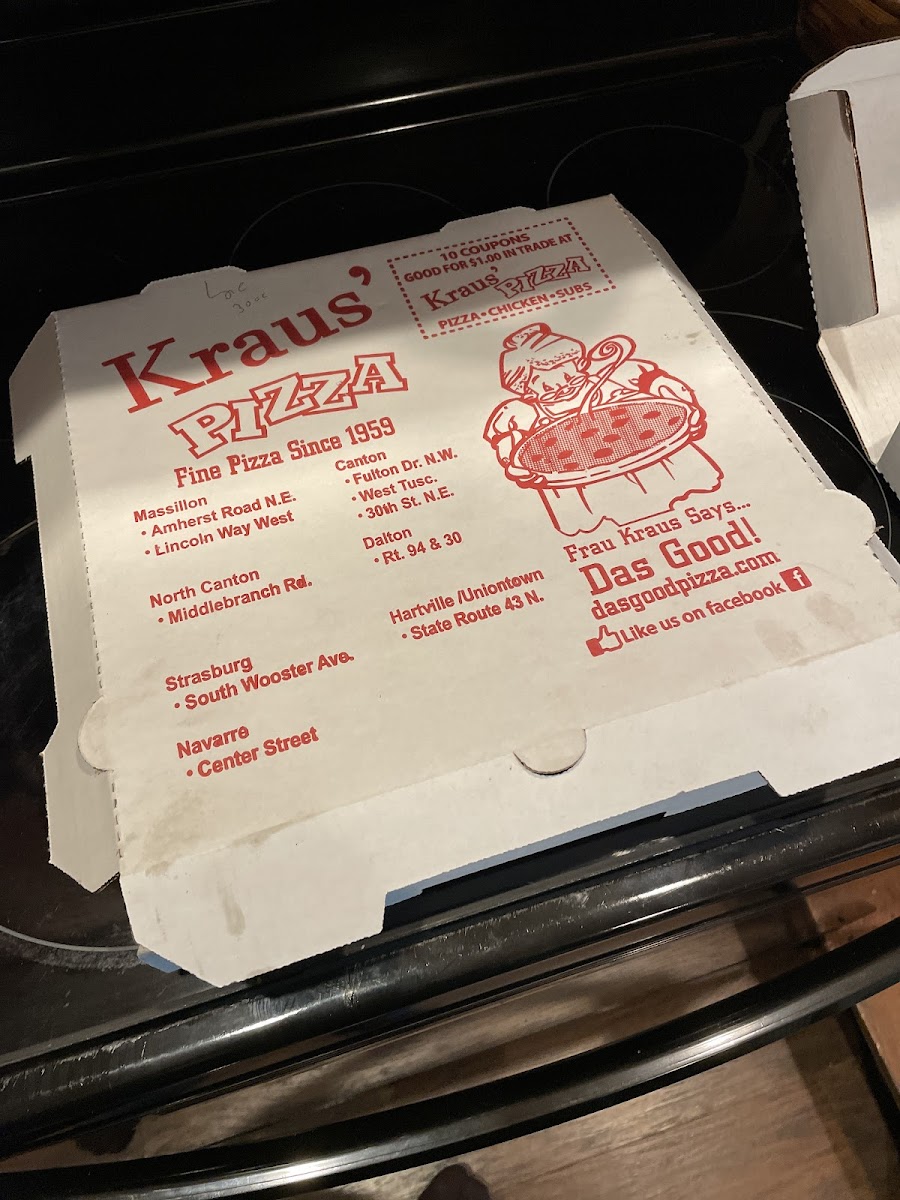 10 COUPONS
GOOD FOR $1.00 IN TRADE AT
Kraus' PIZZA
PIZZA • CHICKEN • SUBS
Kraus'
PIZZA
Fine Pizza Since 1959
Massillon
• Amherst Road N.E.
• Lincoln Way West
North Canton
• Middlebranch Rd.
Strasburg
• South Wooster Ave.
Navarre
• Center Street
Canton
• Fulton Dr. N.W.
• West Tusc.
• 30th St. N.E.
Dalton
• Rt. 94 & 30
Hartville /Uniontown
• State Route 43 N.
Frau Kraus Says...
Das Good!
dasgoodpizza.com
Like us on facebook f